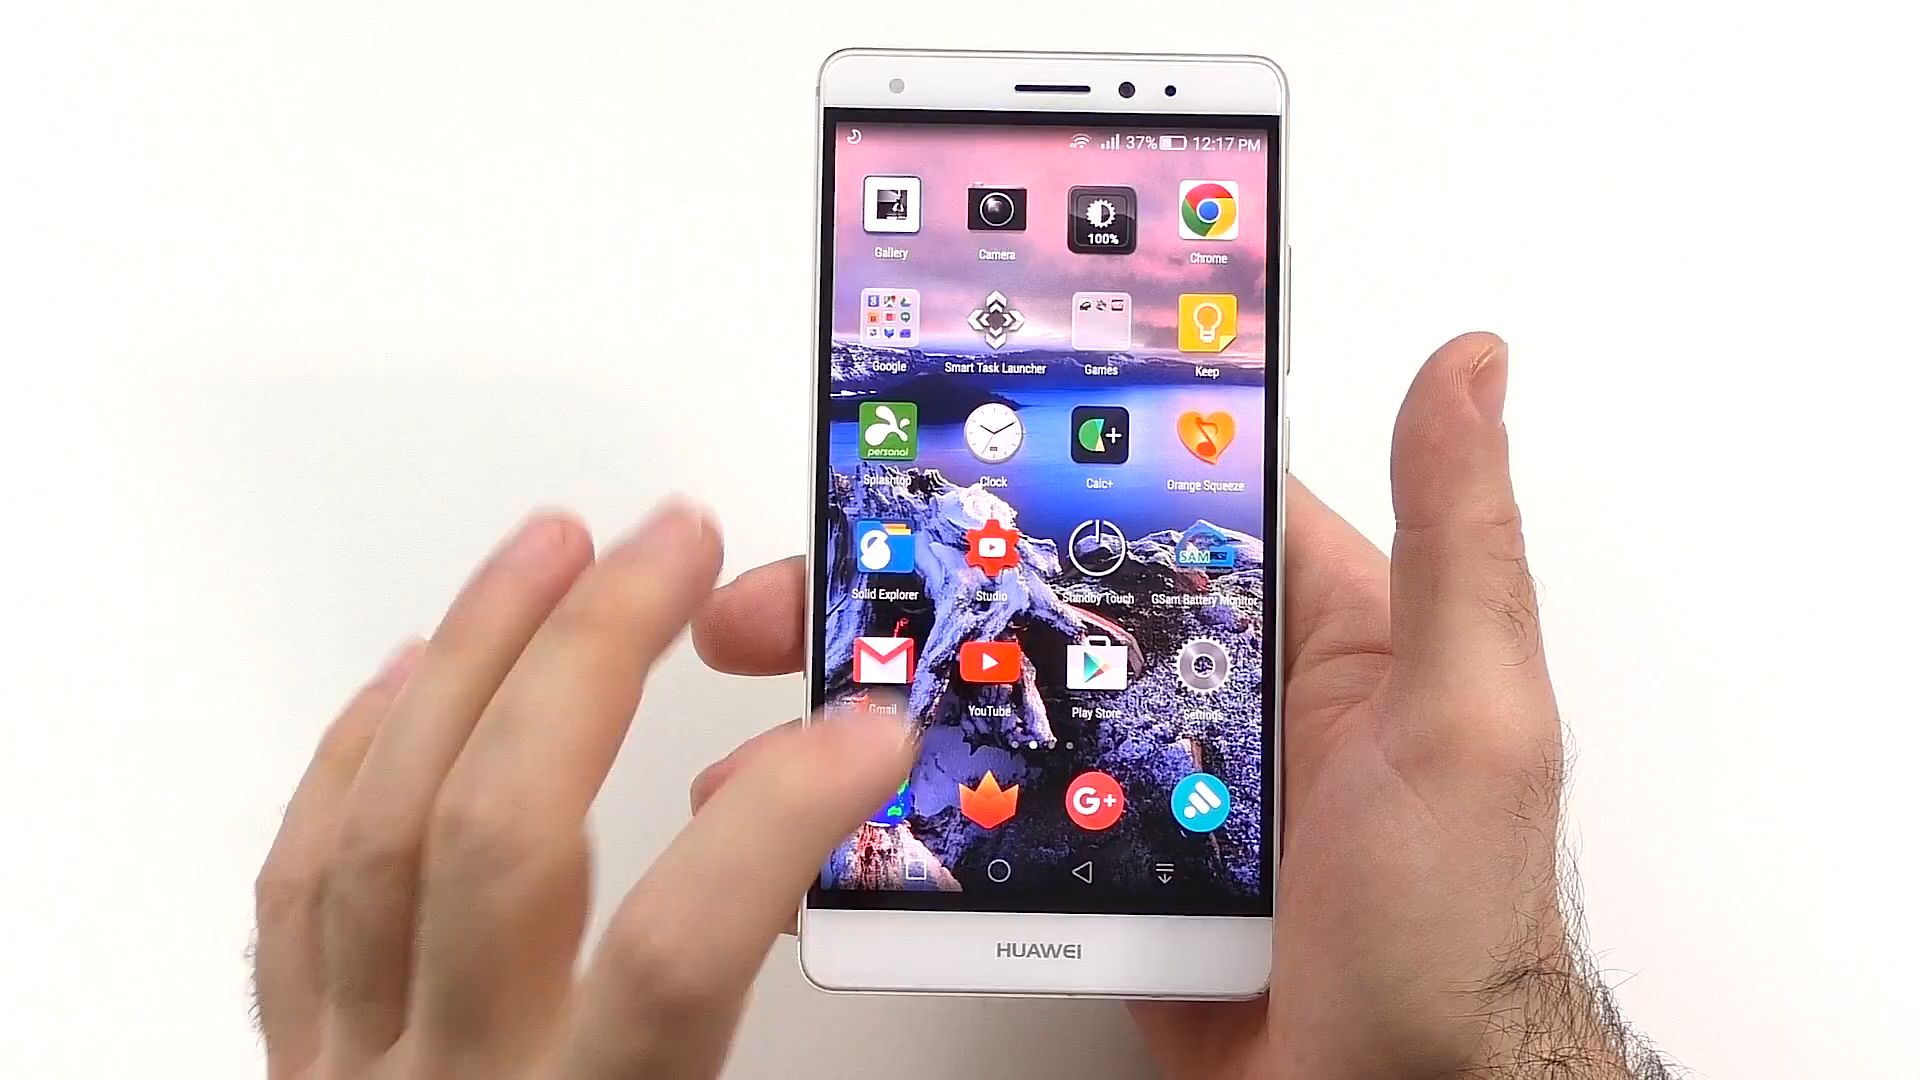 37% 12:17 PM
100%
Gallery Camera Chrome
Google Smart Task Launcher Games Keep
personal
Splashtop Clock Calc+ Orange Squeeze
SAM
Solid Explorer Studio Standby Touch GSam Battery Monitor
Gmail YouTube Play Store Settings
G+
HUAWEI